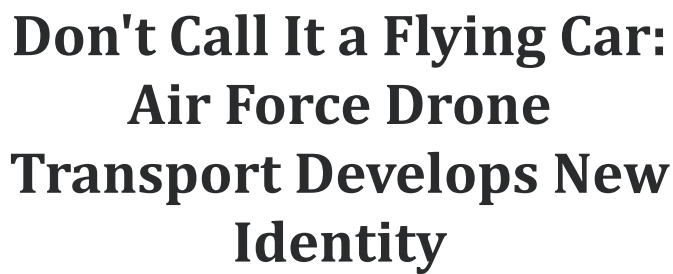 Don't Call It a Flying Car:
Air Force Drone
Transport Develops New
Identity